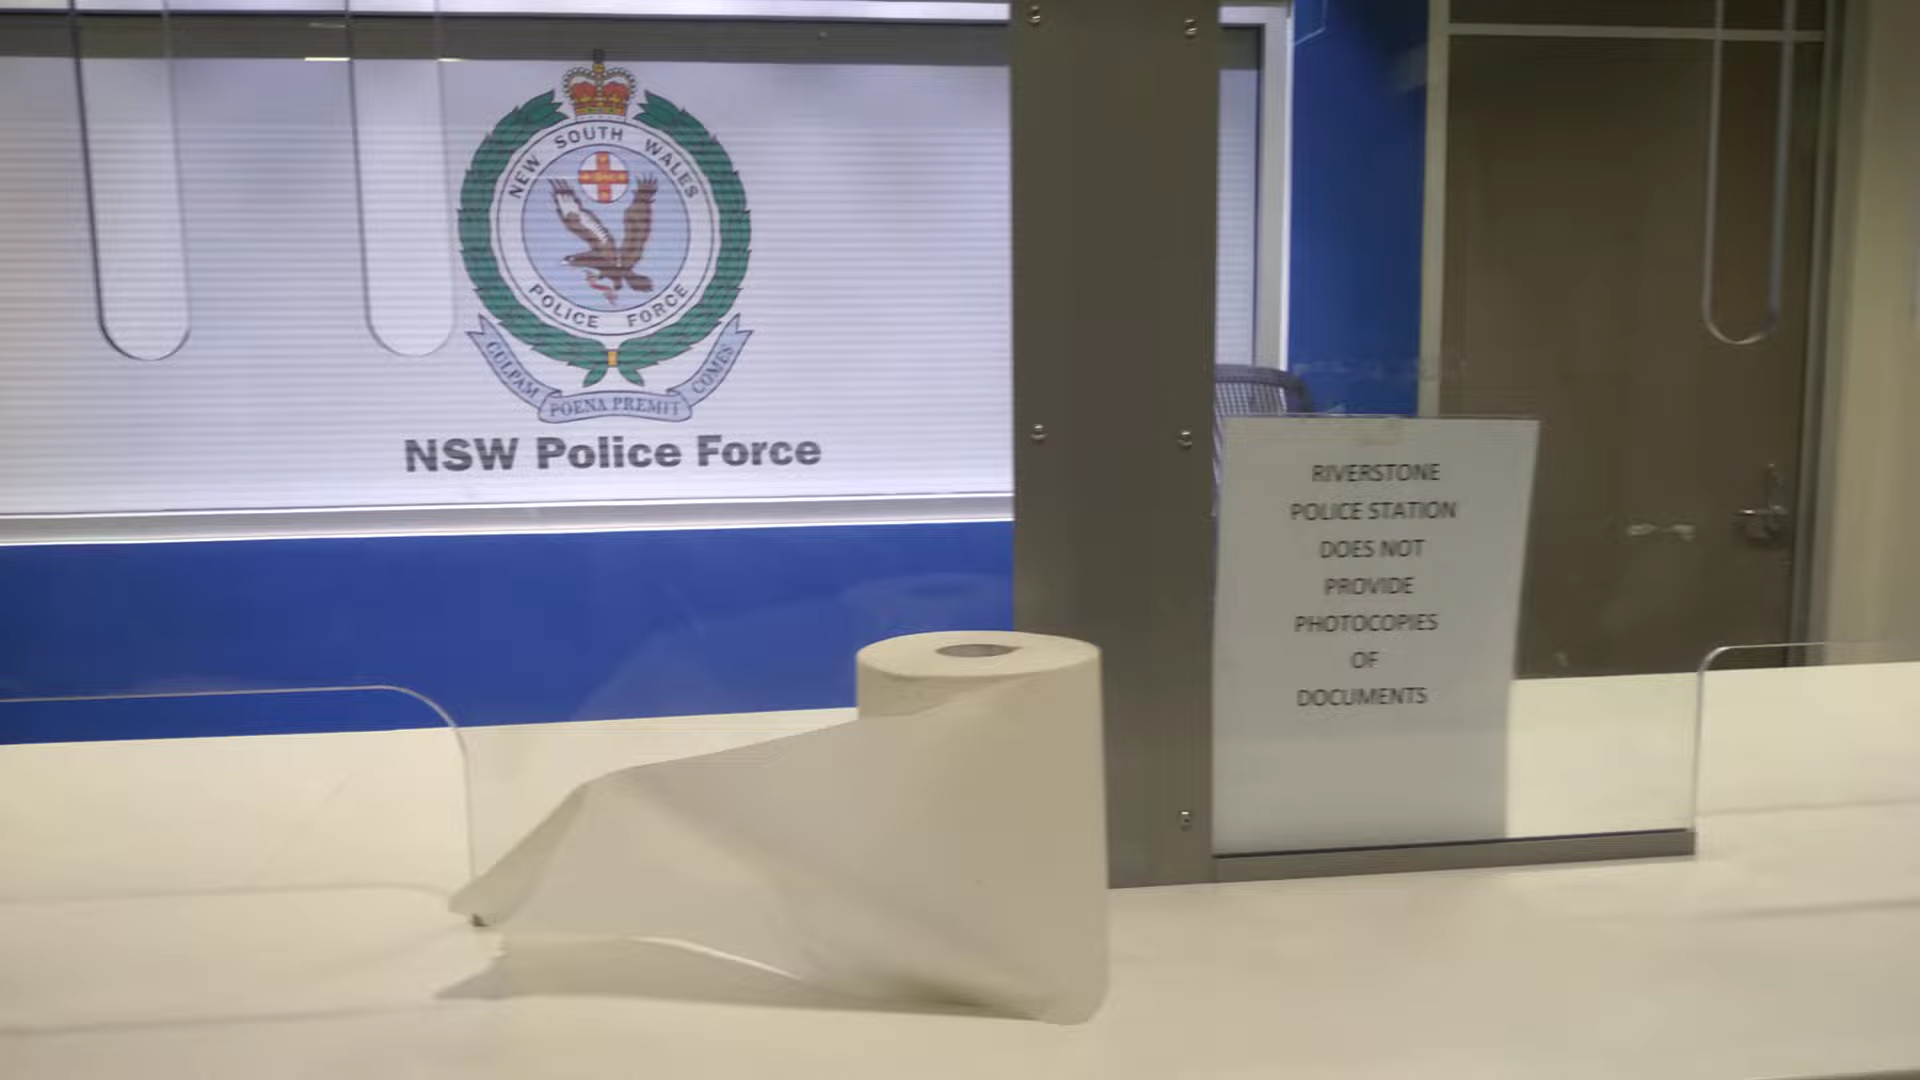 NEW SOUTH WALES
POLICE FORCE
CULPAM POENA PREMIT COMES
NSW Police Force
RIVERSTONE
POLICE STATION
DOES NOT
PROVIDE
PHOTOCOPIES
OF
DOCUMENTS